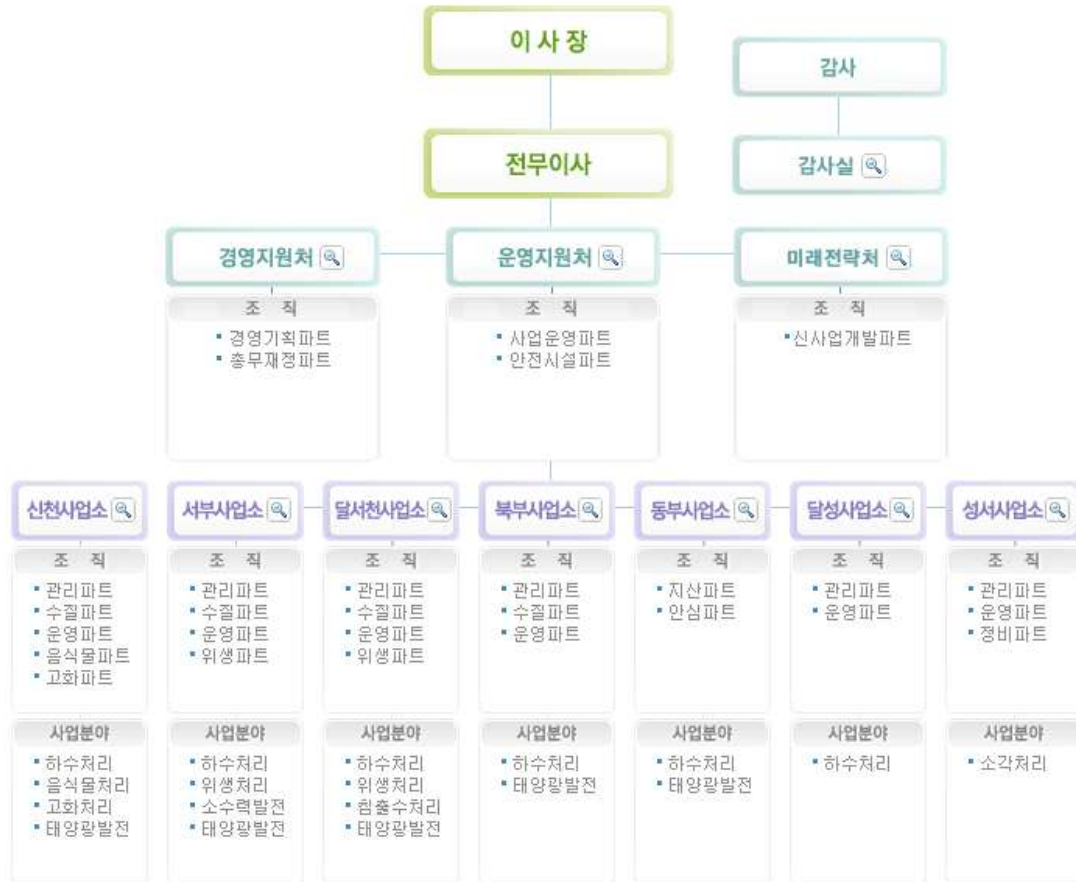 이 사 장
감사
전무이사
감사실
경영지원처
운영지원처
미래전략처
조 직
경영기획파트
총무재정파트
조 직
사업운영파트
안전시설파트
조 직
신사업개발파트
신천사업소
서부사업소
달서천사업소
북부사업소
동부사업소
달성사업소
성서사업소
조 직
관리파트
수질파트
운영파트
음식물파트
고화파트
조 직
관리파트
수질파트
운영파트
위생파트
조 직
관리파트
수질파트
운영파트
위생파트
조 직
관리파트
수질파트
운영파트
조 직
지산파트
안심파트
조 직
관리파트
운영파트
조 직
관리파트
운영파트
정비파트
사업분야
하수처리
음식물처리
고화처리
태양광발전
사업분야
하수처리
위생처리
소수력발전
태양광발전
사업분야
하수처리
위생처리
침출수처리
태양광발전
사업분야
하수처리
태양광발전
사업분야
하수처리
태양광발전
사업분야
하수처리
사업분야
소각처리